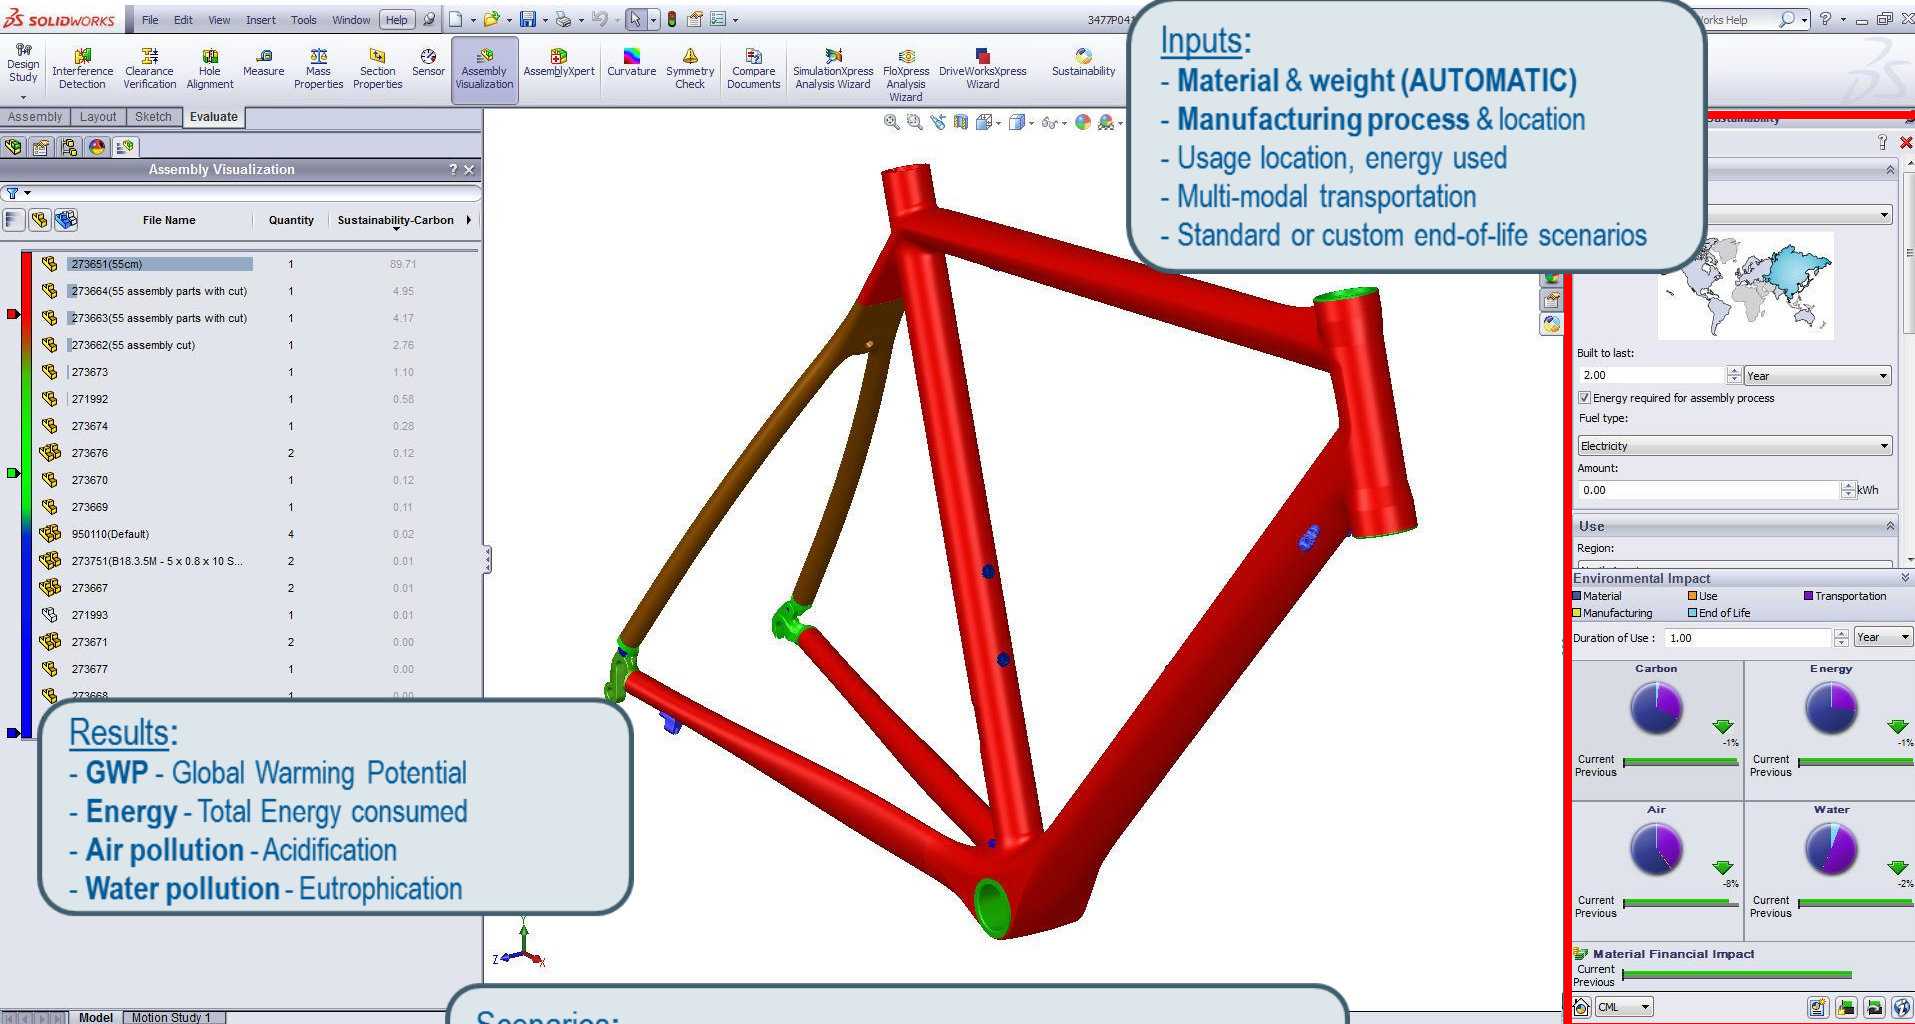 SOLIDWORKS
File Edit View Insert Tools Window Help
3477P041
orks Help
Design Study
Interference Detection
Clearance Verification
Hole Alignment
Measure
Mass Properties
Section Properties
Sensor
Assembly Visualization
AssemblyXpert
Curvature
Symmetry Check
Compare Documents
SimulationXpress Analysis Wizard
FloXpress Analysis Wizard
DriveWorksXpress Wizard
Sustainability
Assembly Layout Sketch Evaluate
Assembly Visualization
File Name Quantity Sustainability-Carbon
273651(55cm) 1 89.71
273664(55 assembly parts with cut) 1 4.95
273663(55 assembly parts with cut) 1 4.17
273662(55 assembly cut) 1 2.76
273673 1 1.10
271992 1 0.58
273674 1 0.28
273676 2 0.12
273670 1 0.12
273669 1 0.11
950110(Default) 4 0.02
273751(B18.3.5M - 5 x 0.8 x 10 S... 2 0.01
273667 2 0.01
271993 1 0.01
273671 2 0.00
273677 1 0.00
273668 1 0.00
Inputs:
- Material & weight (AUTOMATIC)
- Manufacturing process & location
- Usage location, energy used
- Multi-modal transportation
- Standard or custom end-of-life scenarios
Results:
- GWP - Global Warming Potential
- Energy - Total Energy consumed
- Air pollution - Acidification
- Water pollution - Eutrophication
Scenarios:
Z X Y
Model Motion Study 1
Sustainability
Built to last:
2.00 Year
Energy required for assembly process
Fuel type:
Electricity
Amount:
0.00 kWh
Use
Region:
Environmental Impact
Material Use Transportation
Manufacturing End of Life
Duration of Use : 1.00 Year
Carbon Energy
-1% -1%
Current Current
Previous Previous
Air Water
-8% -2%
Current Current
Previous Previous
Material Financial Impact
Current
Previous
CML